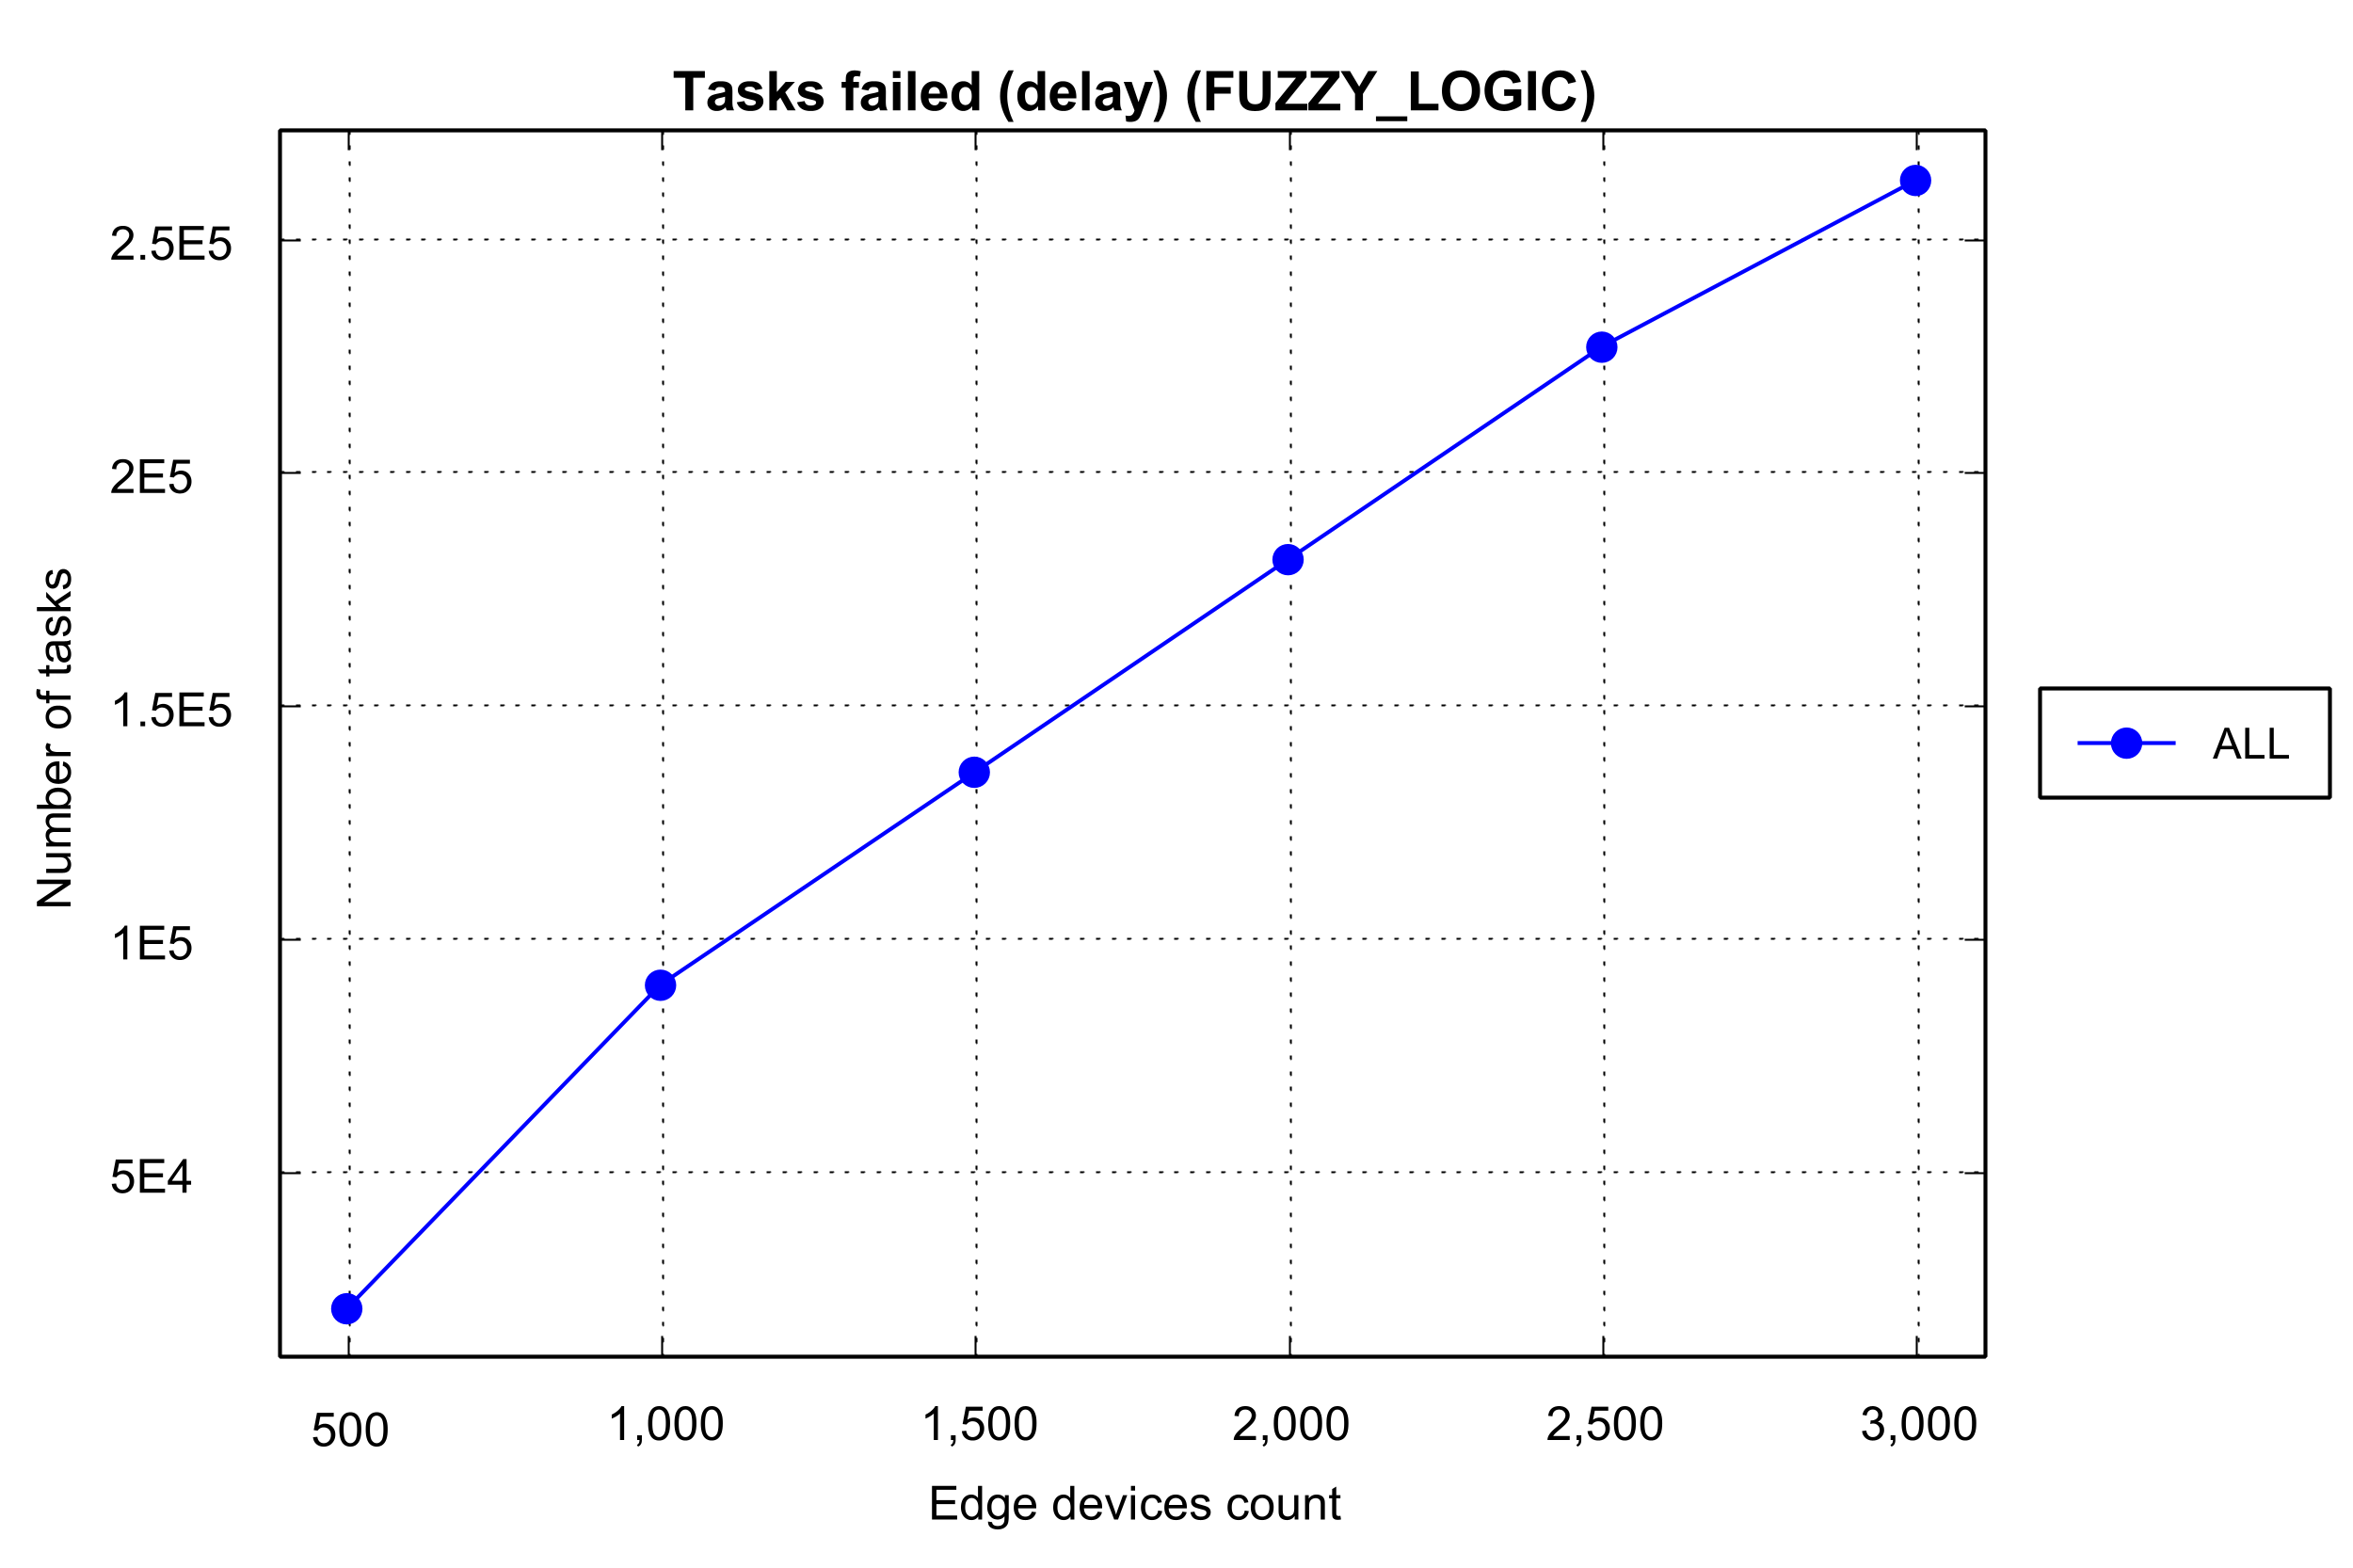 Tasks failed (delay) (FUZZY_LOGIC)
2.5E5
2E5
1.5E5
1E5
5E4
Number of tasks
ALL
500 1,000 1,500 2,000 2,500 3,000
Edge devices count